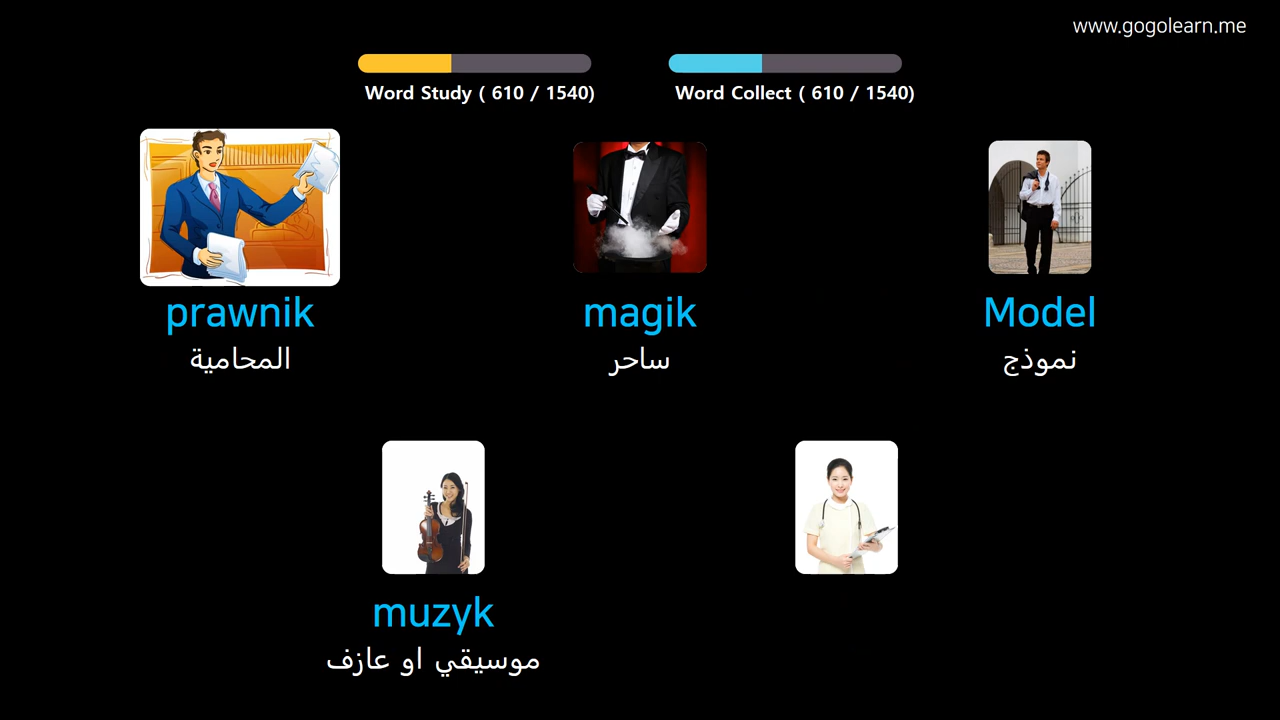 www.gogolearn.me
Word Study ( 610 / 1540)
Word Collect ( 610 / 1540)
prawnik
المحامية
magik
ساحر
Model
نموذج
muzyk
موسيقي او عازف